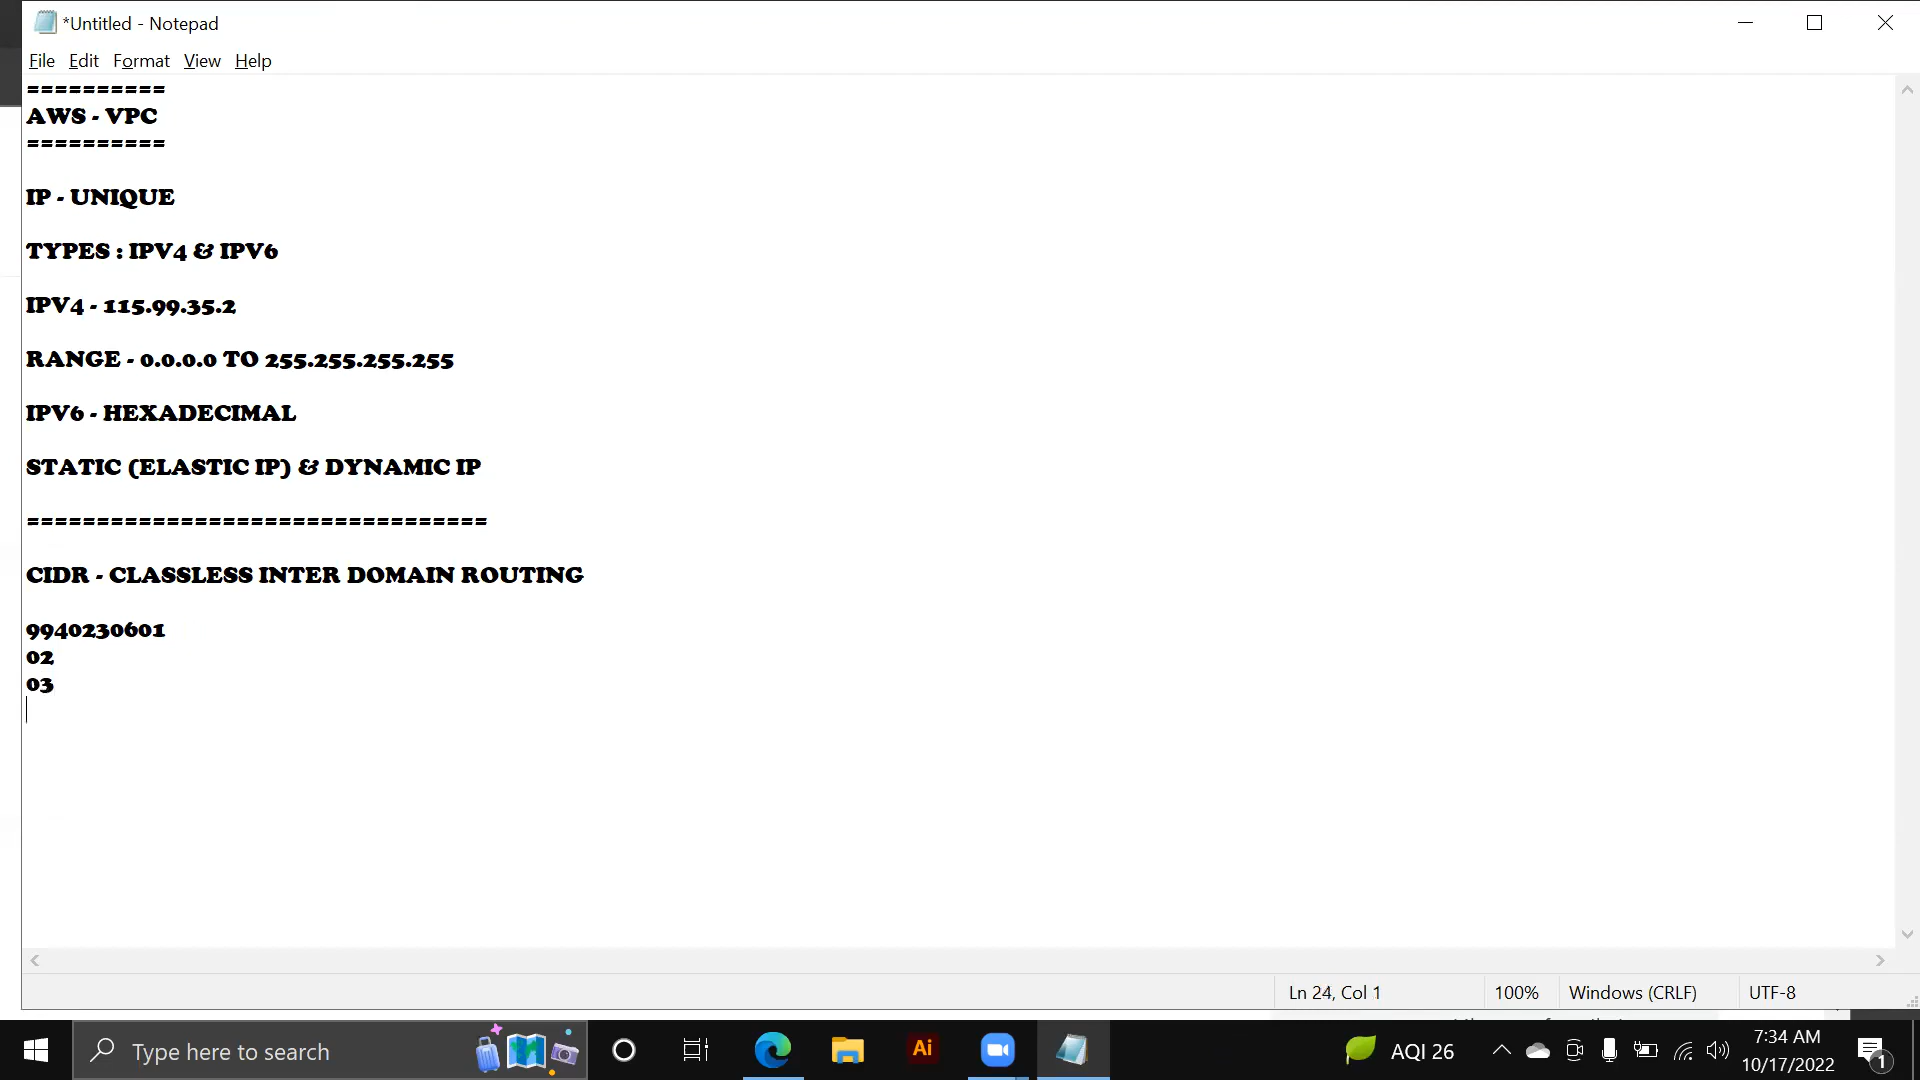 *Untitled - Notepad
File Edit Format View Help
==========
AWS - VPC
==========
IP - UNIQUE
TYPES : IPV4 & IPV6
IPV4 - 115.99.35.2
RANGE - 0.0.0.0 TO 255.255.255.255
IPV6 - HEXADECIMAL
STATIC (ELASTIC IP) & DYNAMIC IP
=================================
CIDR - CLASSLESS INTER DOMAIN ROUTING
9940230601
02
03
Ln 24, Col 1 100% Windows (CRLF) UTF-8
Type here to search
Ai
AQI 26
7:34 AM
10/17/2022
1